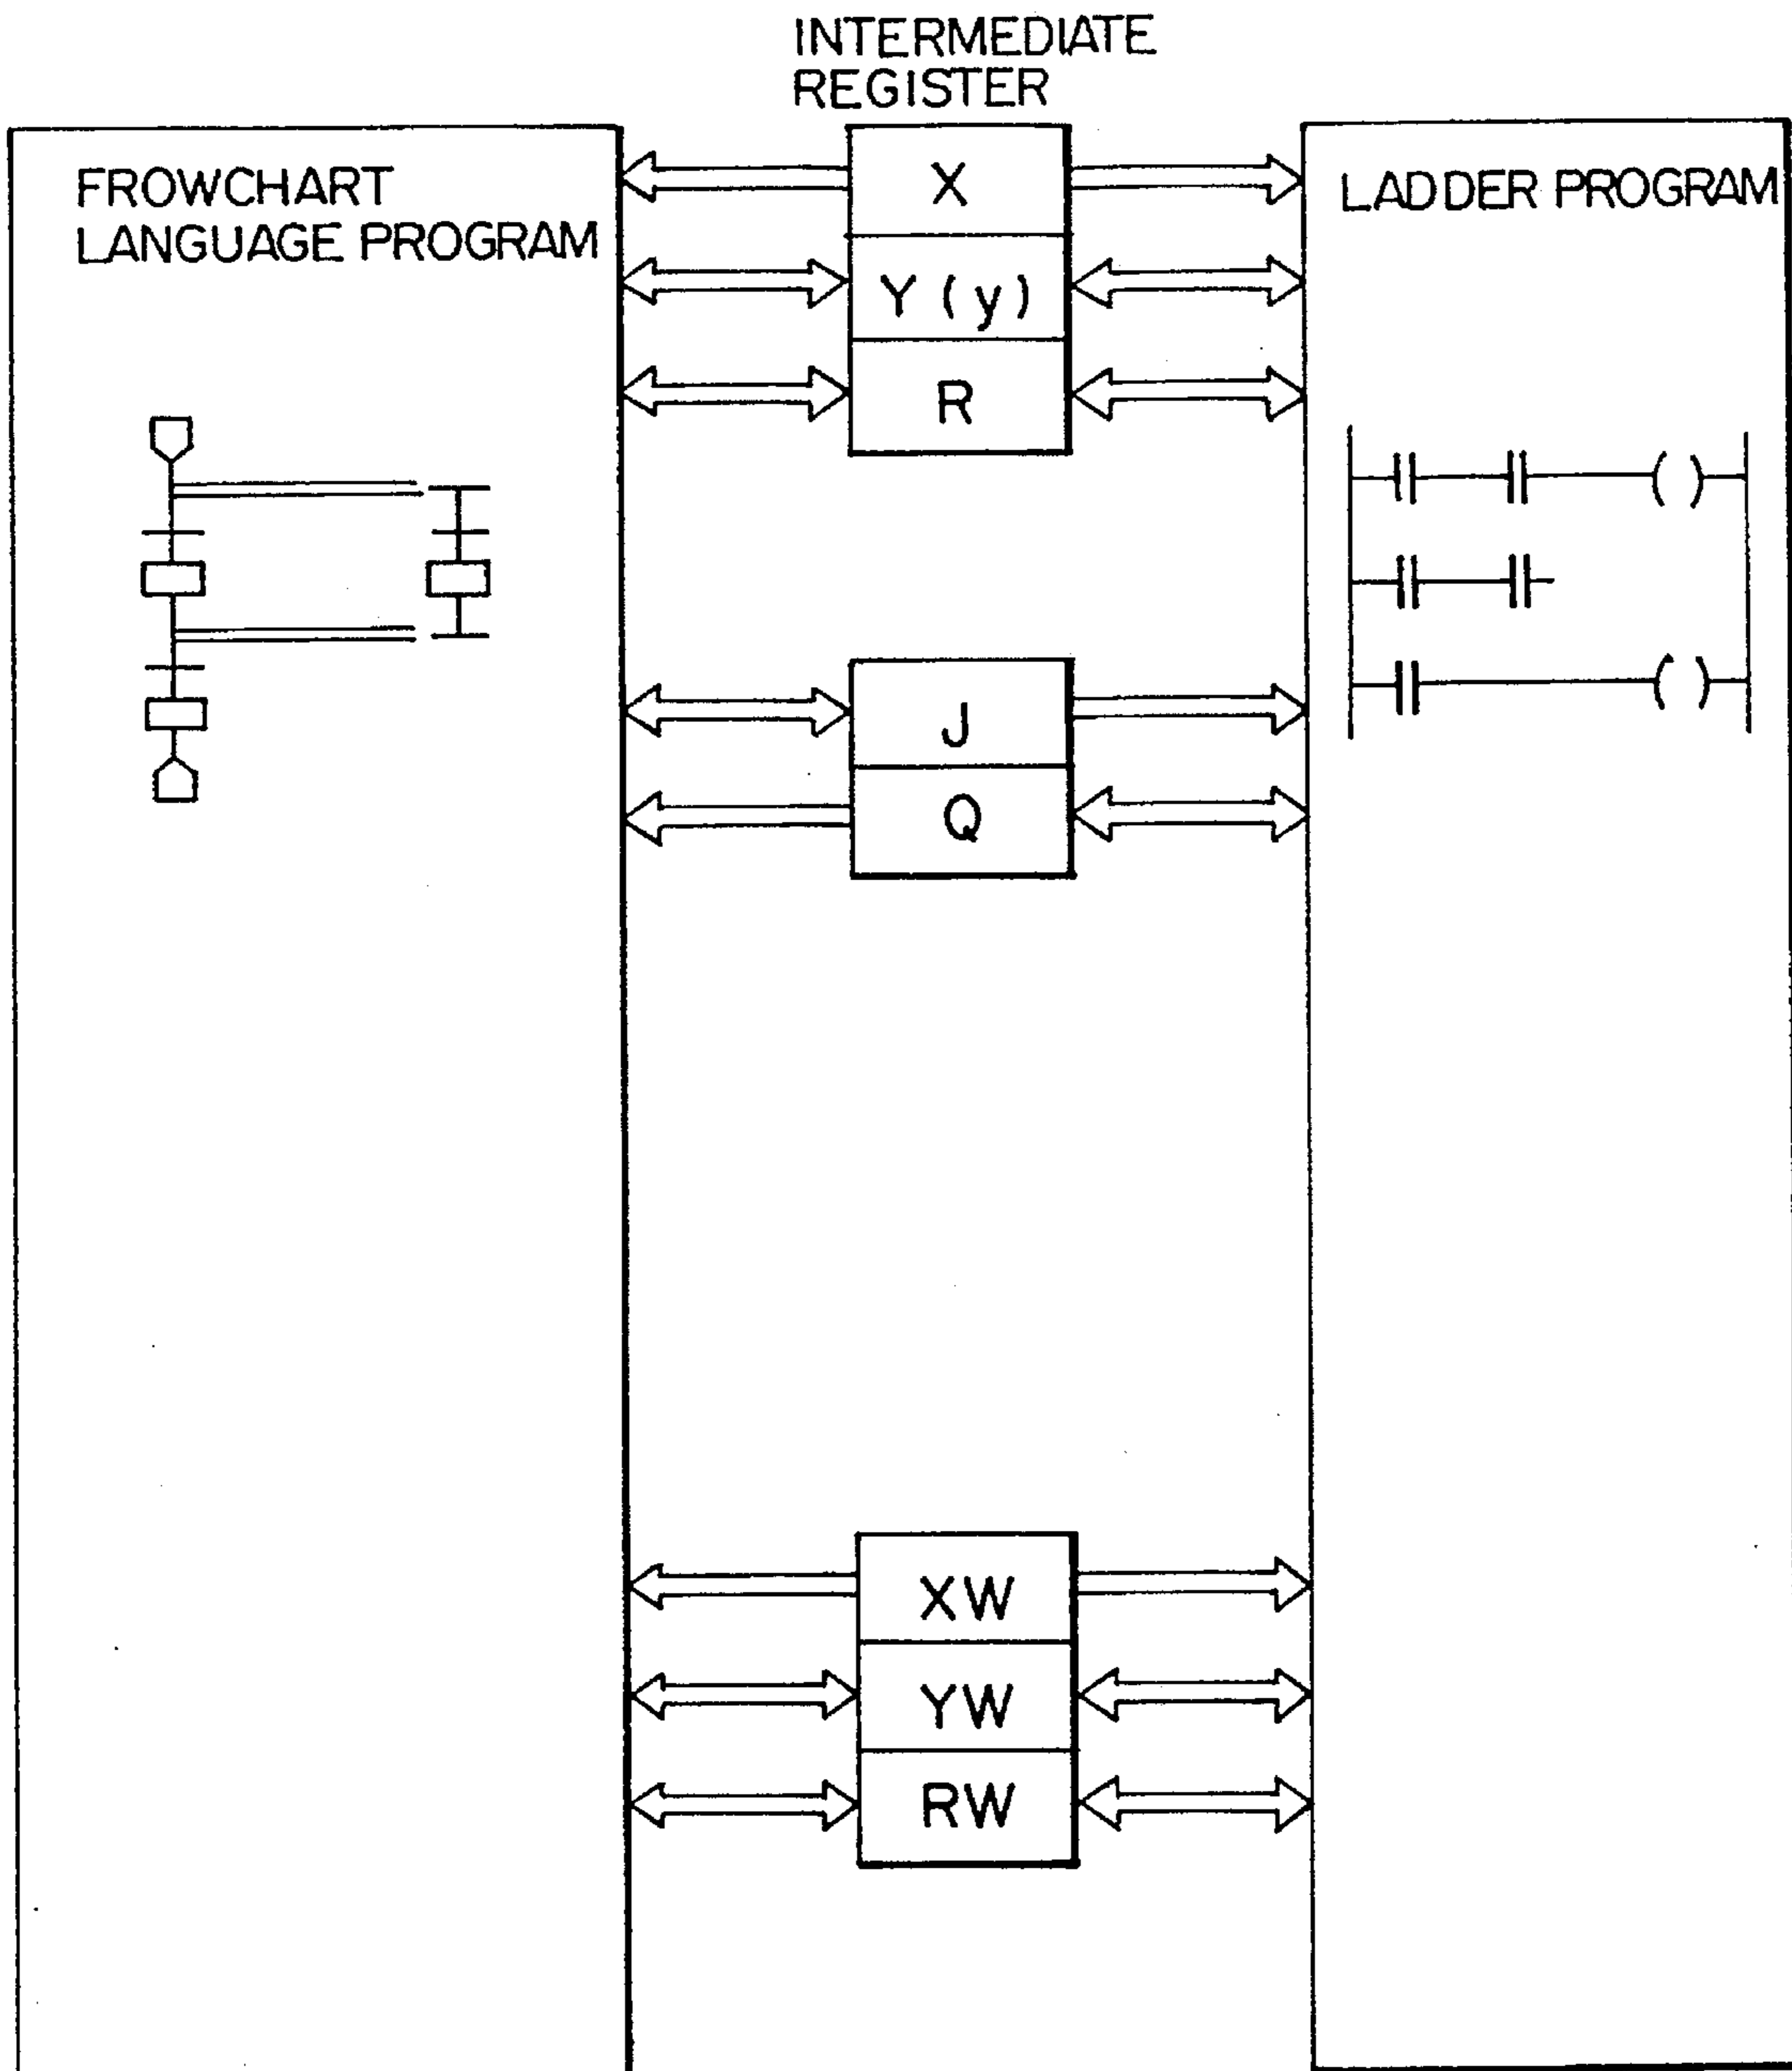 INTERMEDIATE
REGISTER
FROWCHART
LANGUAGE PROGRAM
LADDER PROGRAM
X
Y (y)
R
J
Q
XW
YW
RW